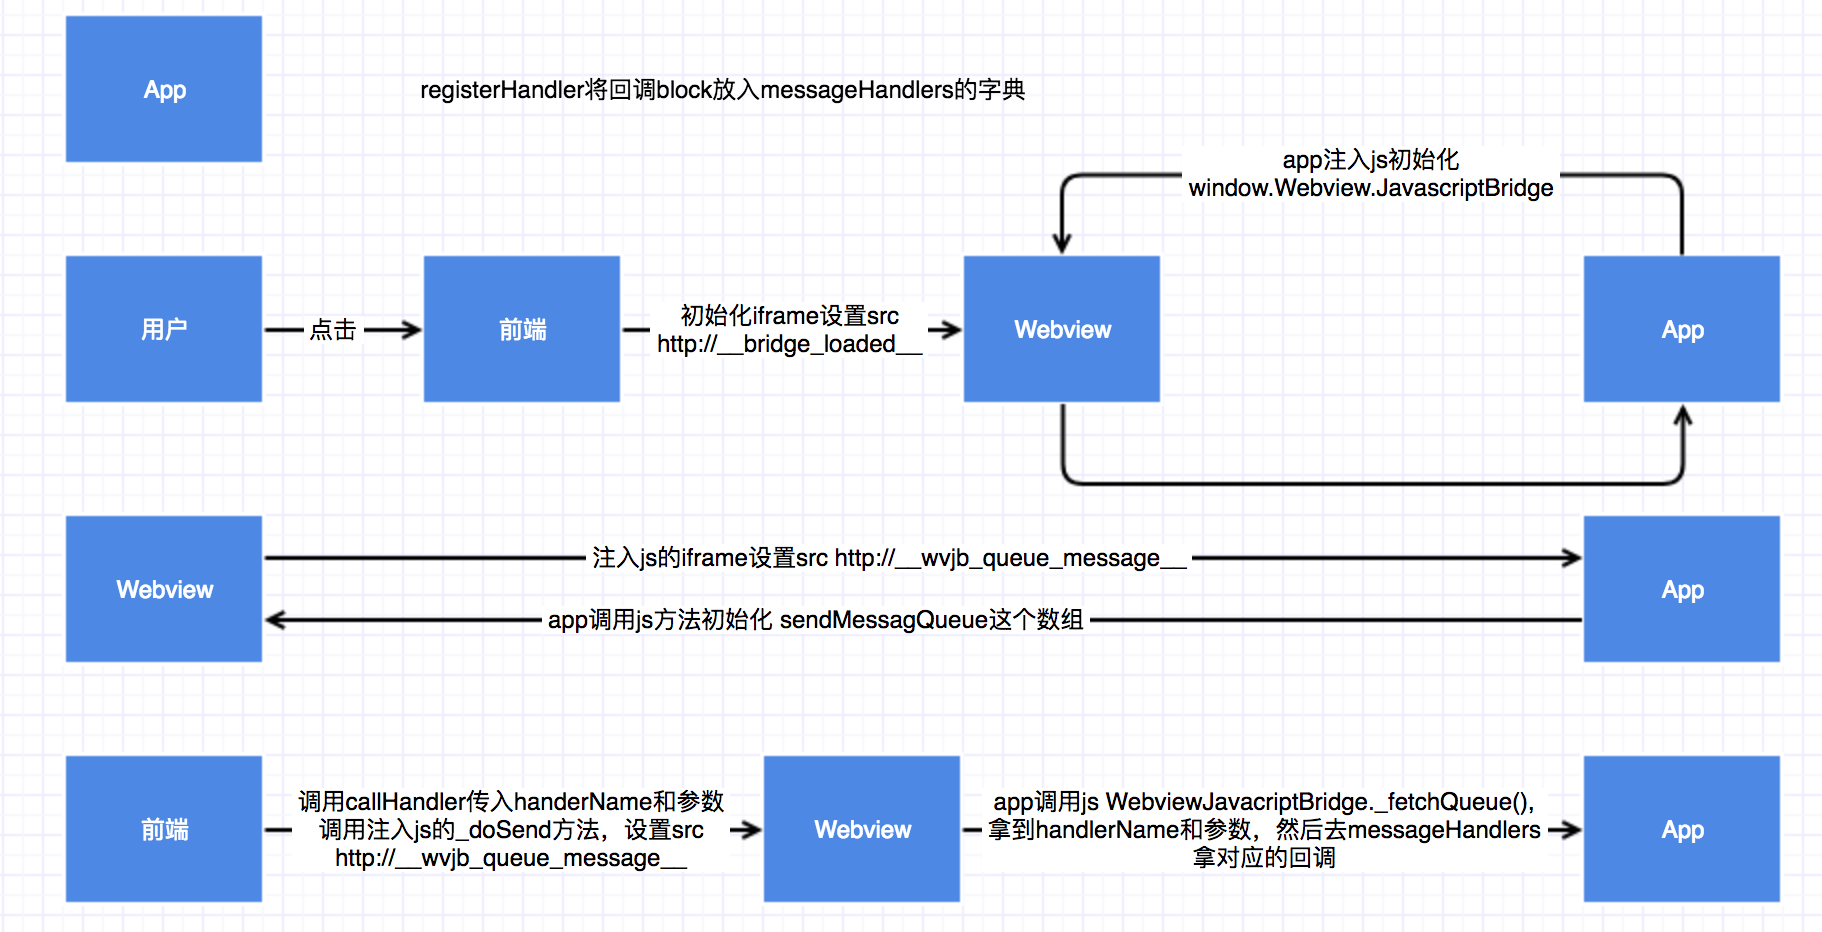 App
registerHandler将回调block放入messageHandlers的字典
app注入js初始化
window.Webview.JavascriptBridge
用户
点击
前端
初始化iframe设置src
http://__bridge_loaded__
Webview
App
Webview
注入js的iframe设置src http://__wvjb_queue_message__
app调用js方法初始化 sendMessagQueue这个数组
App
前端
调用callHandler传入handerName和参数
调用注入js的_doSend方法，设置src
http://__wvjb_queue_message__
Webview
app调用js WebviewJavacriptBridge._fetchQueue(),
拿到handlerName和参数，然后去messageHandlers
拿对应的回调
App